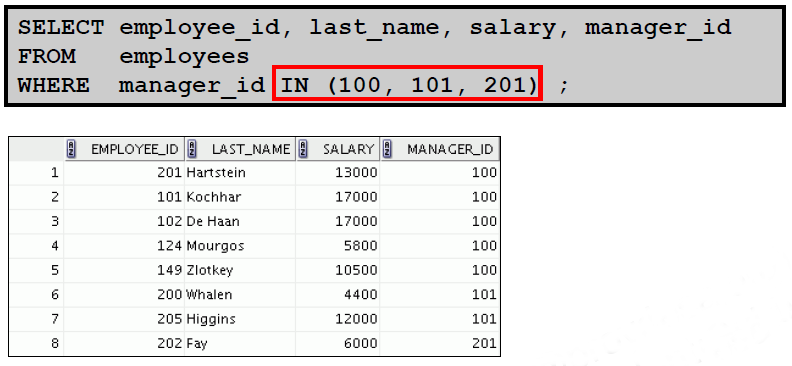 SELECT employee_id, last_name, salary, manager_id
FROM employees
WHERE manager_id IN (100, 101, 201) ;
EMPLOYEE_ID LAST_NAME SALARY MANAGER_ID
1 201 Hartstein 13000 100
2 101 Kochhar 17000 100
3 102 De Haan 17000 100
4 124 Mourgos 5800 100
5 149 Zlotkey 10500 100
6 200 Whalen 4400 101
7 205 Higgins 12000 101
8 202 Fay 6000 201